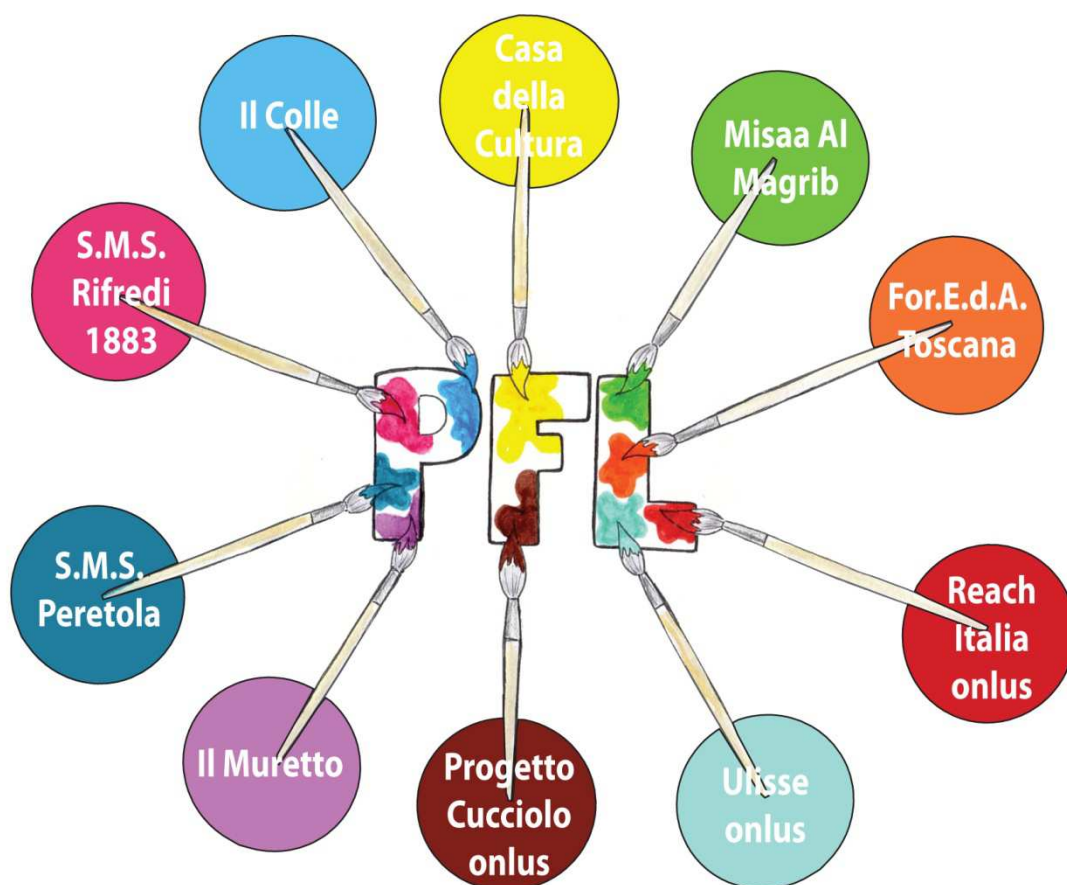 Casa
della
Cultura
Il Colle
Misaa Al
Magrib
S.M.S.
Rifredi
1883
For.E.d.A.
Toscana
PFL
S.M.S.
Peretola
Reach
Italia
onlus
Il Muretto
Progetto
Cucciolo
onlus
Ulisse
onlus